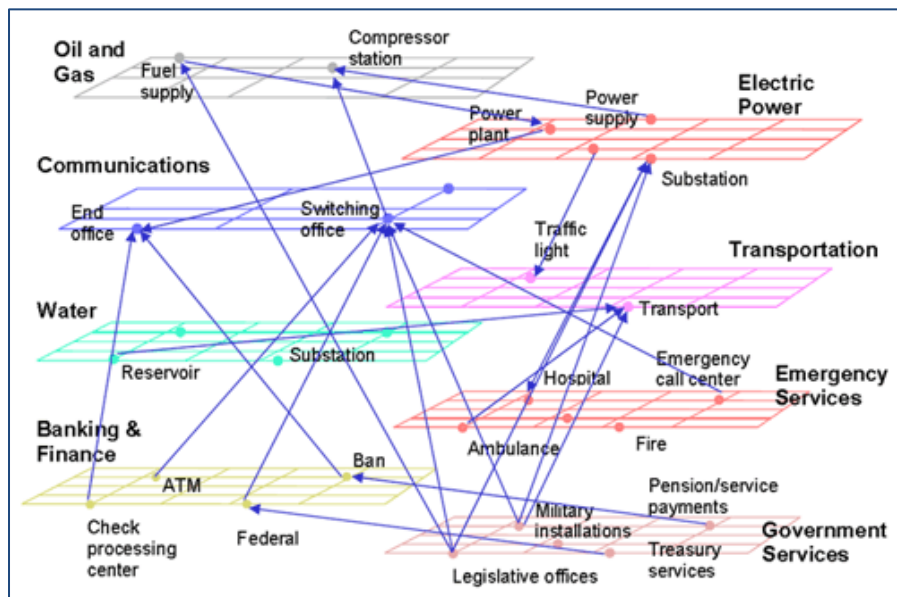 Oil and
Gas
Fuel
supply
Compressor
station
Electric
Power
Power
plant
Power
supply
Substation
Communications
End
office
Switching
office
Traffic
light
Transportation
Transport
Water
Reservoir
Substation
Hospital
Emergency
call center
Emergency
Services
Ambulance
Fire
Banking &
Finance
ATM
Ban
Check
processing
center
Federal
Military
installations
Pension/service
payments
Government
Services
Legislative offices
Treasury
services